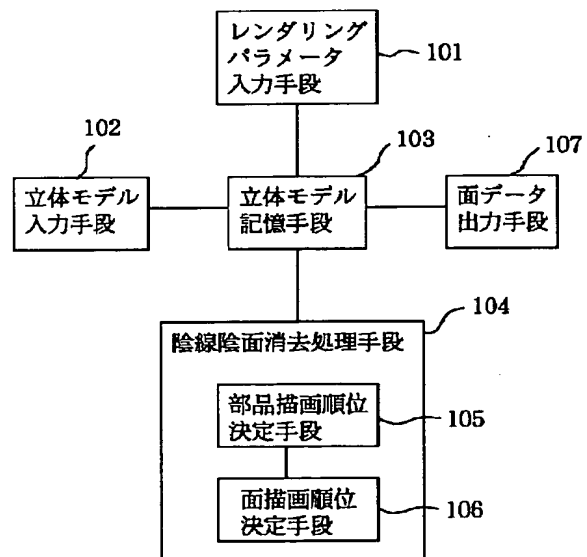 レンダリング
パラメータ
入力手段
101
102
立体モデル
入力手段
103
立体モデル
記憶手段
107
面データ
出力手段
104
陰線陰面消去処理手段
部品描画順位
決定手段
105
面描画順位
決定手段
106